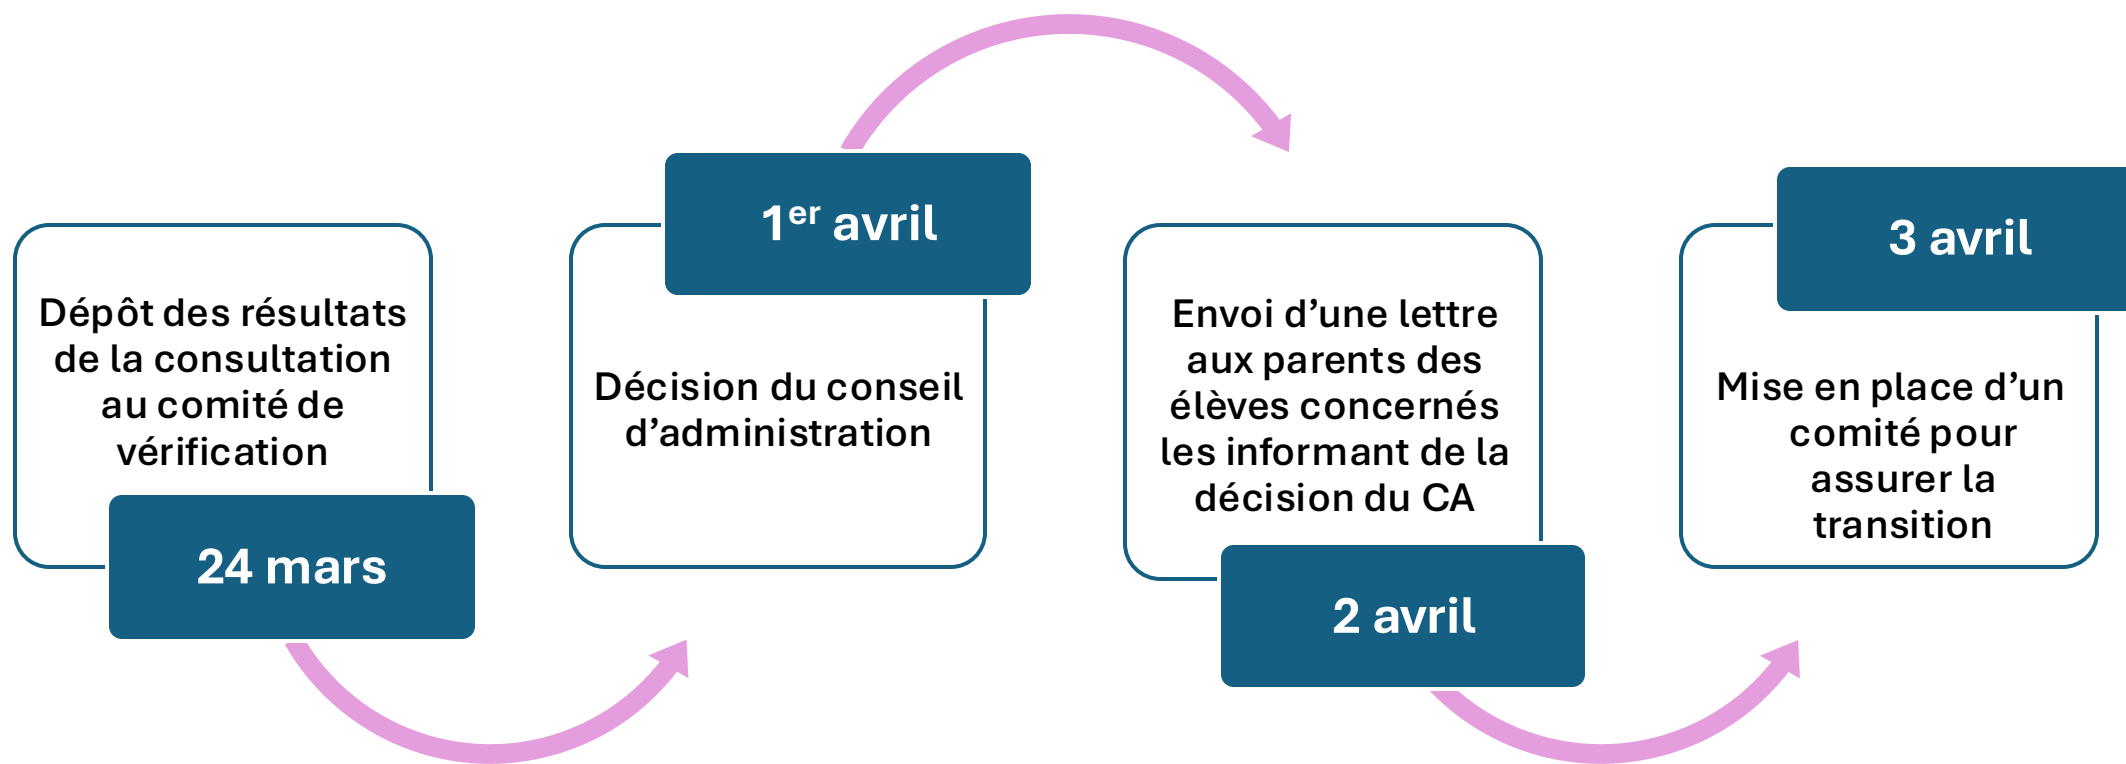 Dépôt des résultats
de la consultation
au comité de
vérification
24 mars
1er avril
Décision du conseil
d’administration
Envoi d’une lettre
aux parents des
élèves concernés
les informant de la
décision du CA
2 avril
3 avril
Mise en place d’un
comité pour
assurer la
transition